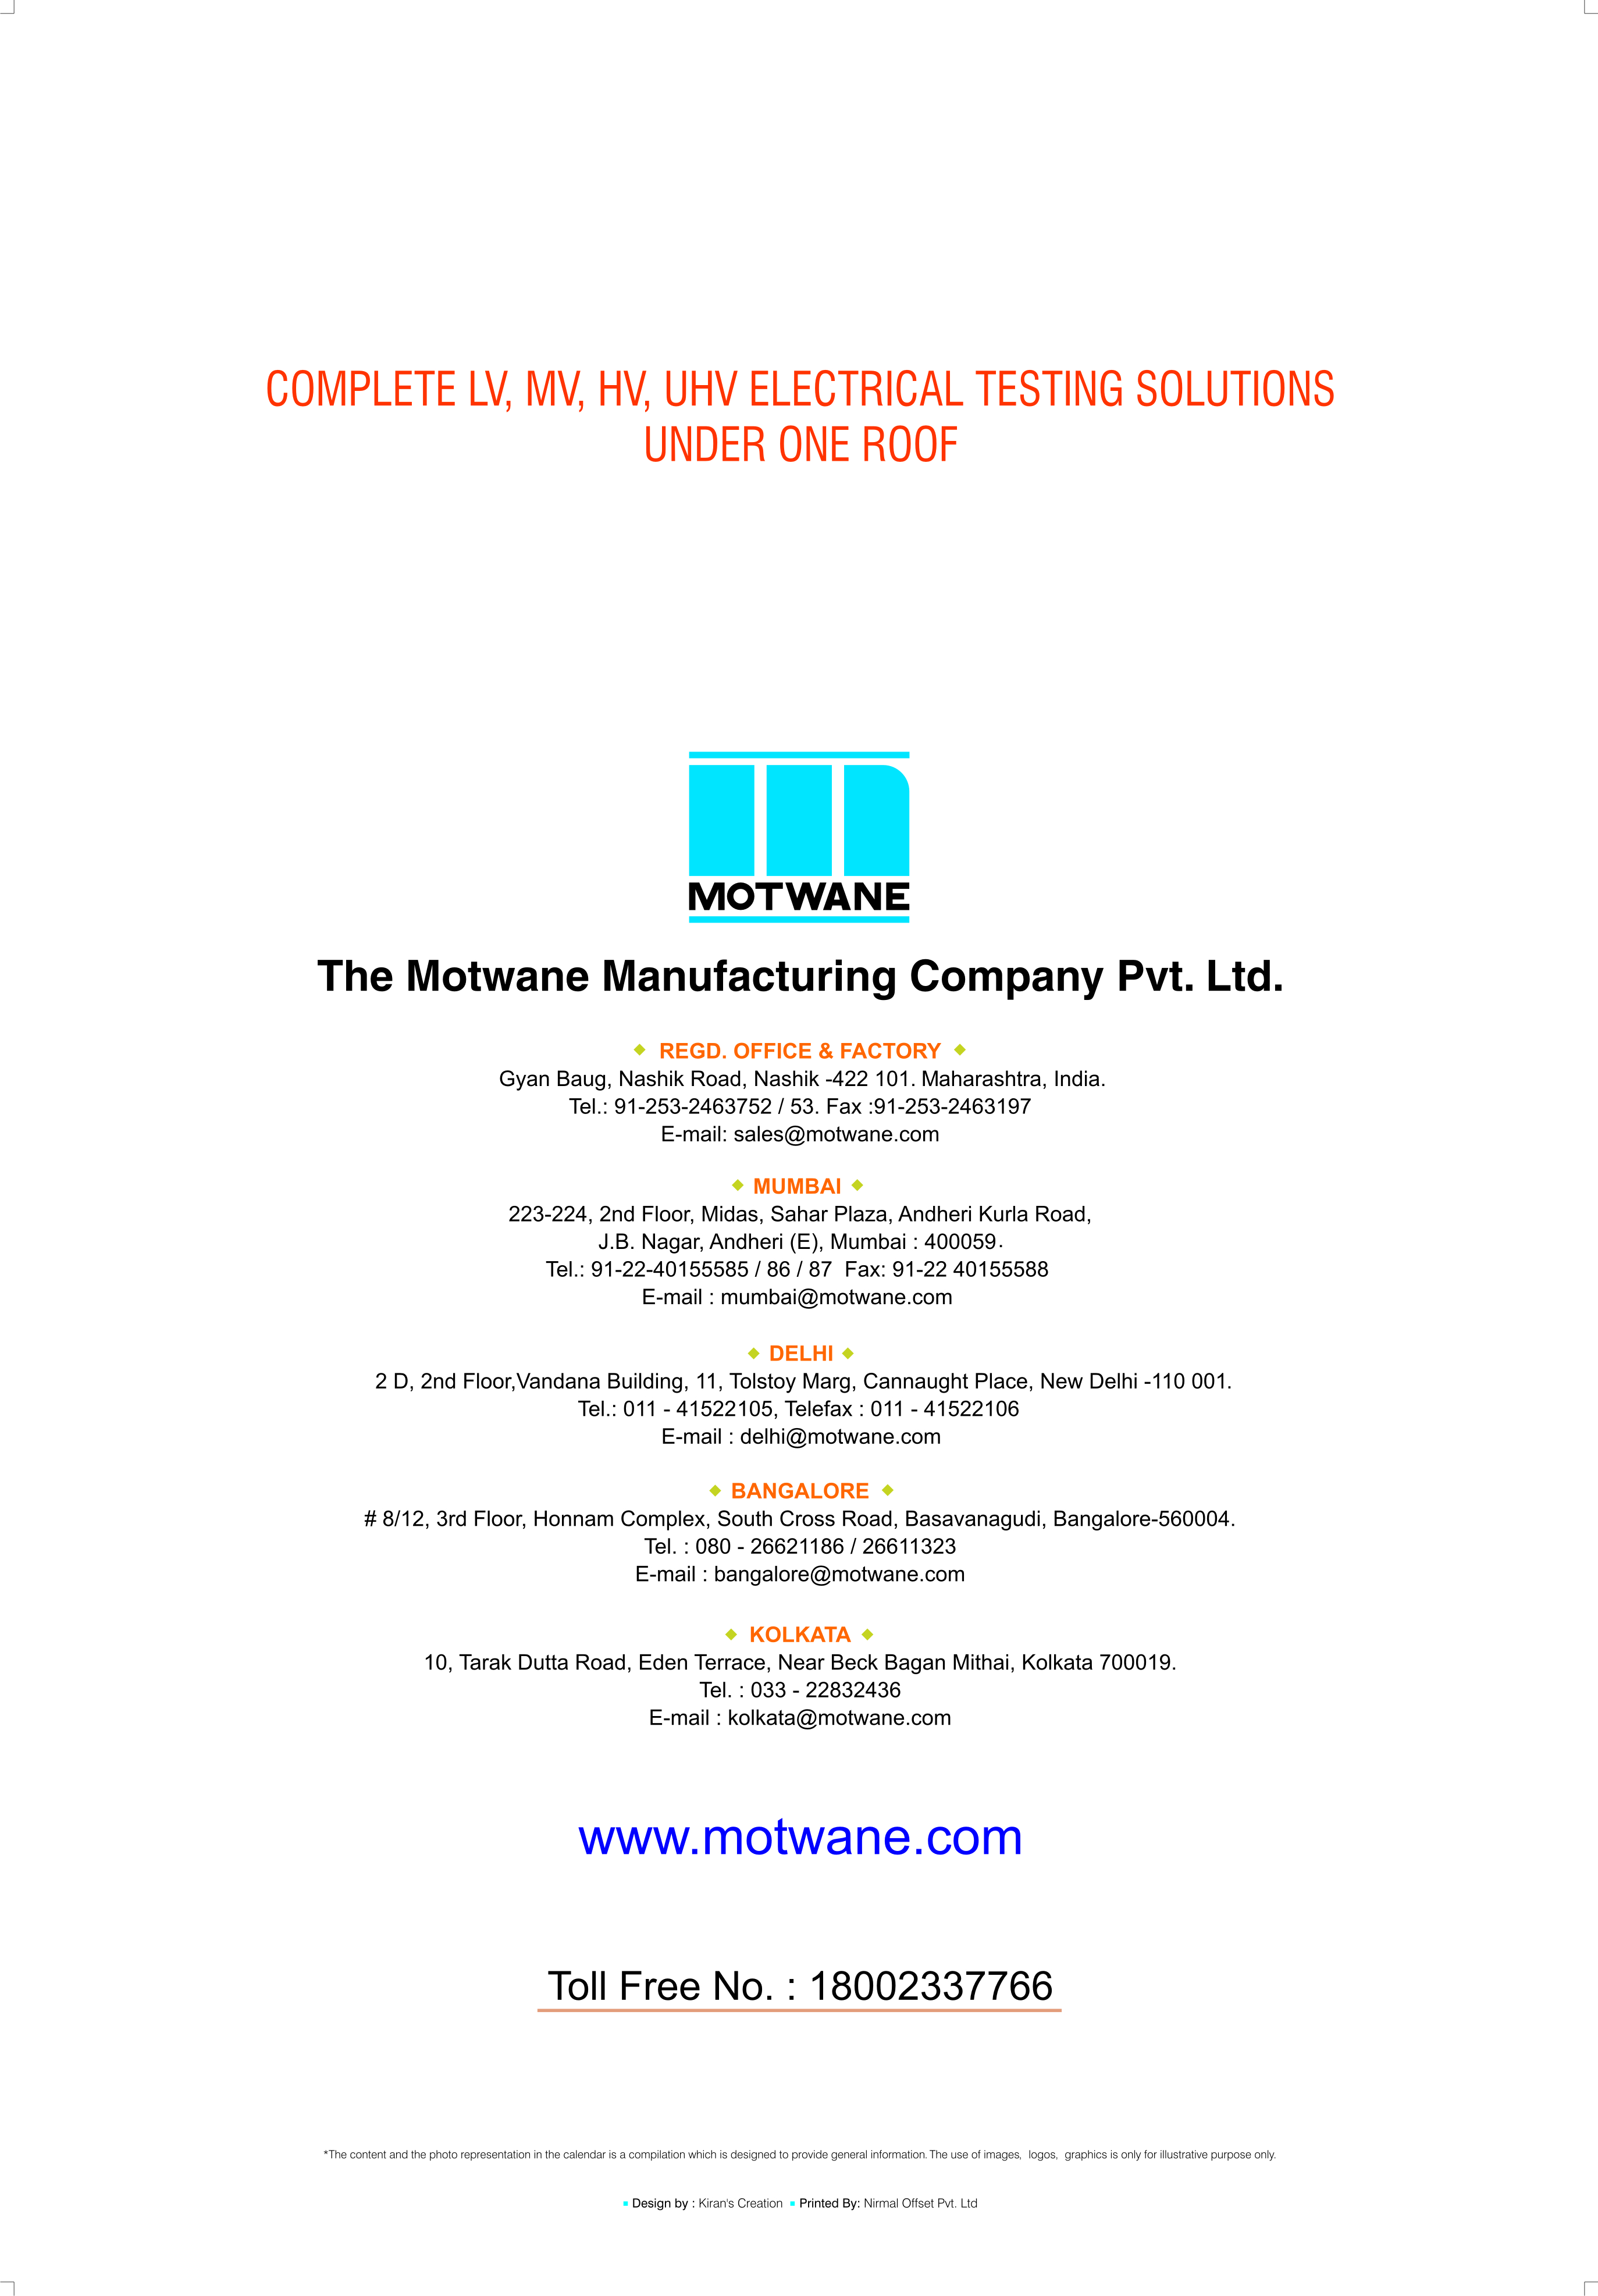 COMPLETE LV, MV, HV, UHV ELECTRICAL TESTING SOLUTIONS
UNDER ONE ROOF
MOTWANE
The Motwane Manufacturing Company Pvt. Ltd.
REGD. OFFICE & FACTORY
Gyan Baug, Nashik Road, Nashik -422 101. Maharashtra, India.
Tel.: 91-253-2463752 / 53. Fax :91-253-2463197
E-mail: sales@motwane.com
MUMBAI
223-224, 2nd Floor, Midas, Sahar Plaza, Andheri Kurla Road,
J.B. Nagar, Andheri (E), Mumbai : 400059.
Tel.: 91-22-40155585 / 86 / 87  Fax: 91-22 40155588
E-mail : mumbai@motwane.com
DELHI
2 D, 2nd Floor,Vandana Building, 11, Tolstoy Marg, Cannaught Place, New Delhi -110 001.
Tel.: 011 - 41522105, Telefax : 011 - 41522106
E-mail : delhi@motwane.com
BANGALORE
# 8/12, 3rd Floor, Honnam Complex, South Cross Road, Basavanagudi, Bangalore-560004.
Tel. : 080 - 26621186 / 26611323
E-mail : bangalore@motwane.com
KOLKATA
10, Tarak Dutta Road, Eden Terrace, Near Beck Bagan Mithai, Kolkata 700019.
Tel. : 033 - 22832436
E-mail : kolkata@motwane.com
www.motwane.com
Toll Free No. : 18002337766
*The content and the photo representation in the calendar is a compilation which is designed to provide general information. The use of images,  logos,  graphics is only for illustrative purpose only.
Design by : Kiran's Creation Printed By: Nirmal Offset Pvt. Ltd